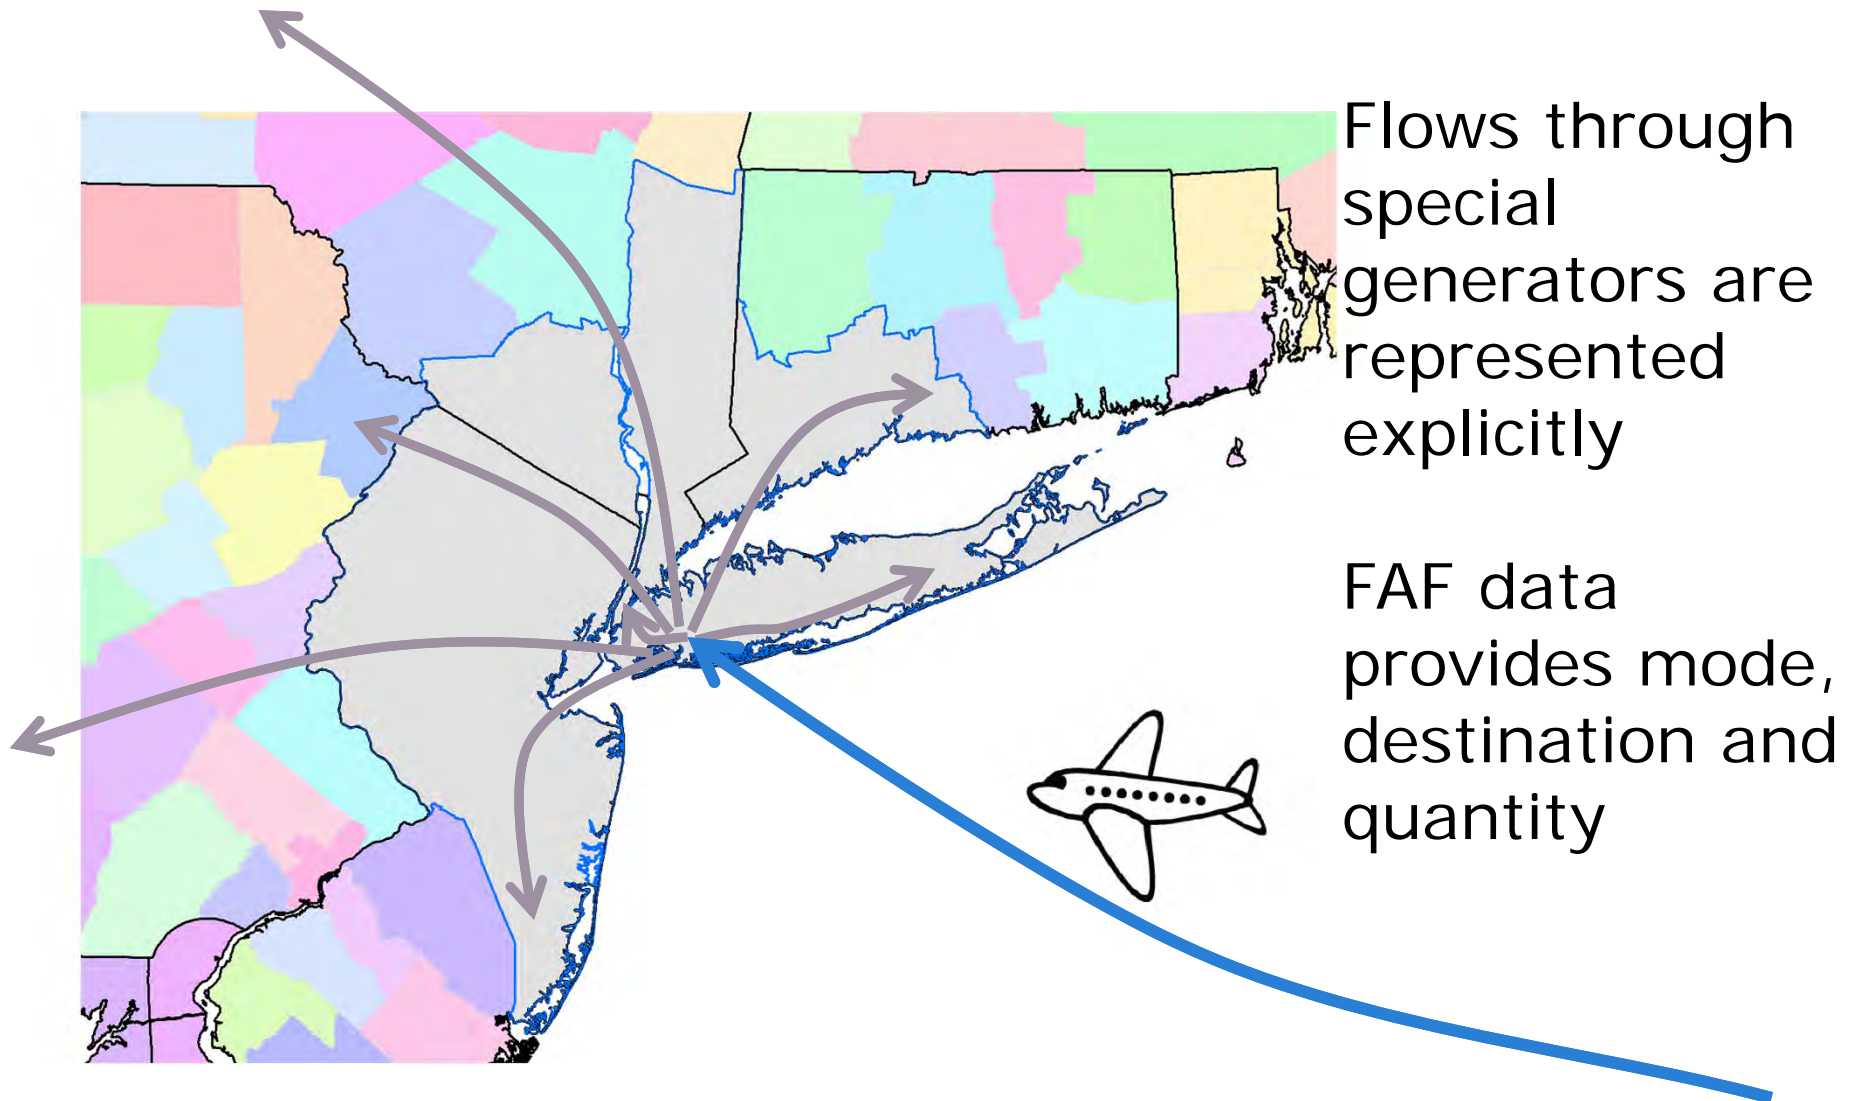 Flows through
special
generators are
represented
explicitly
FAF data
provides mode,
destination and
quantity